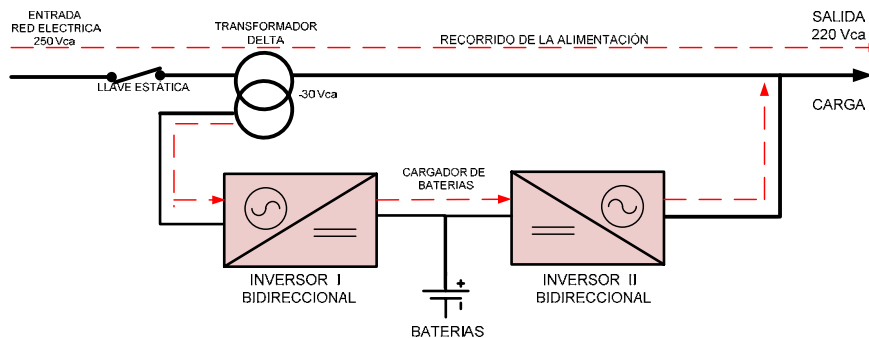 ENTRADA
RED ELECTRICA
250 Vca
TRANSFORMADOR
DELTA
RECORRIDO DE LA ALIMENTACIÓN
SALIDA
220 Vca
LLAVE ESTÁTICA
-30 Vca
CARGA
CARGADOR DE
BATERIAS
INVERSOR I
BIDIRECCIONAL
+
-
BATERIAS
INVERSOR II
BIDIRECCIONAL